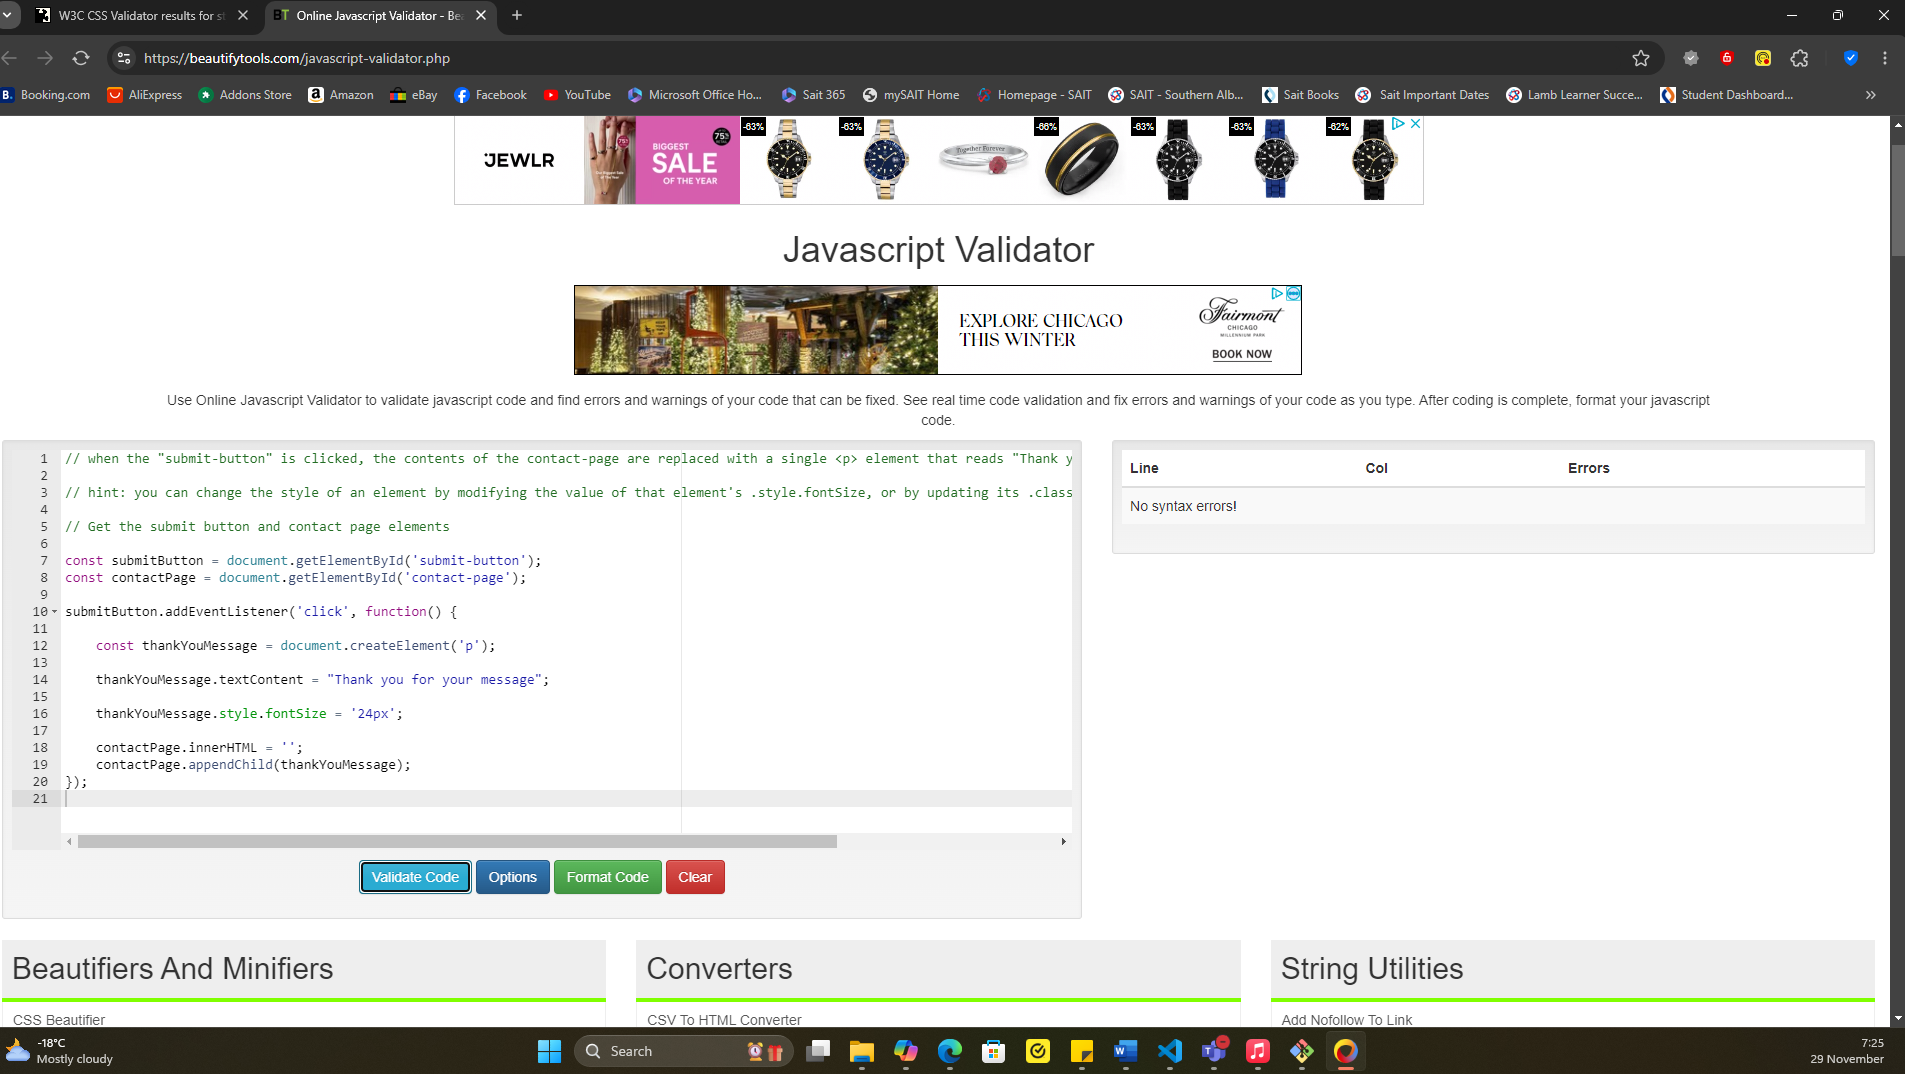 W3C CSS Validator results for st
BT Online Javascript Validator - Bea
https://beautifytools.com/javascript-validator.php
B. Booking.com AliExpress Addons Store Amazon eBay Facebook YouTube Microsoft Office Ho... Sait 365 mySAIT Home Homepage - SAIT SAIT - Southern Alb... Sait Books Sait Important Dates Lamb Learner Succe... Student Dashboard...
JEWLR
BIGGEST
SALE
OF THE YEAR
75%
-63% -63% -66% -63% -63% -62%
Together Forever
Javascript Validator
EXPLORE CHICAGO
THIS WINTER
Fairmont
CHICAGO
MILLENNIUM PARK
BOOK NOW
Use Online Javascript Validator to validate javascript code and find errors and warnings of your code that can be fixed. See real time code validation and fix errors and warnings of your code as you type. After coding is complete, format your javascript
code.
1 // when the "submit-button" is clicked, the contents of the contact-page are replaced with a single <p> element that reads "Thank y
2
3 // hint: you can change the style of an element by modifying the value of that element's .style.fontSize, or by updating its .class
4
5 // Get the submit button and contact page elements
6
7 const submitButton = document.getElementById('submit-button');
8 const contactPage = document.getElementById('contact-page');
9
10 submitButton.addEventListener('click', function() {
11
12 const thankYouMessage = document.createElement('p');
13
14 thankYouMessage.textContent = "Thank you for your message";
15
16 thankYouMessage.style.fontSize = '24px';
17
18 contactPage.innerHTML = '';
19 contactPage.appendChild(thankYouMessage);
20 });
21
Validate Code Options Format Code Clear
Line Col Errors
No syntax errors!
Beautifiers And Minifiers
CSS Beautifier
Converters
CSV To HTML Converter
String Utilities
Add Nofollow To Link
-18°C
Mostly cloudy
Search
7:25
29 November